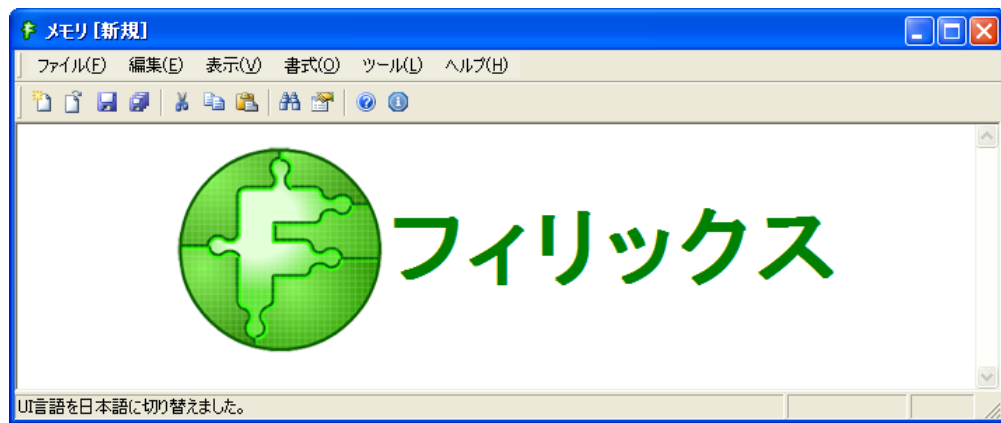 メモリ [新規]
ファイル(F) 編集(E) 表示(V) 書式(O) ツール(L) ヘルプ(H)
フィリックス
UI言語を日本語に切り替えました。